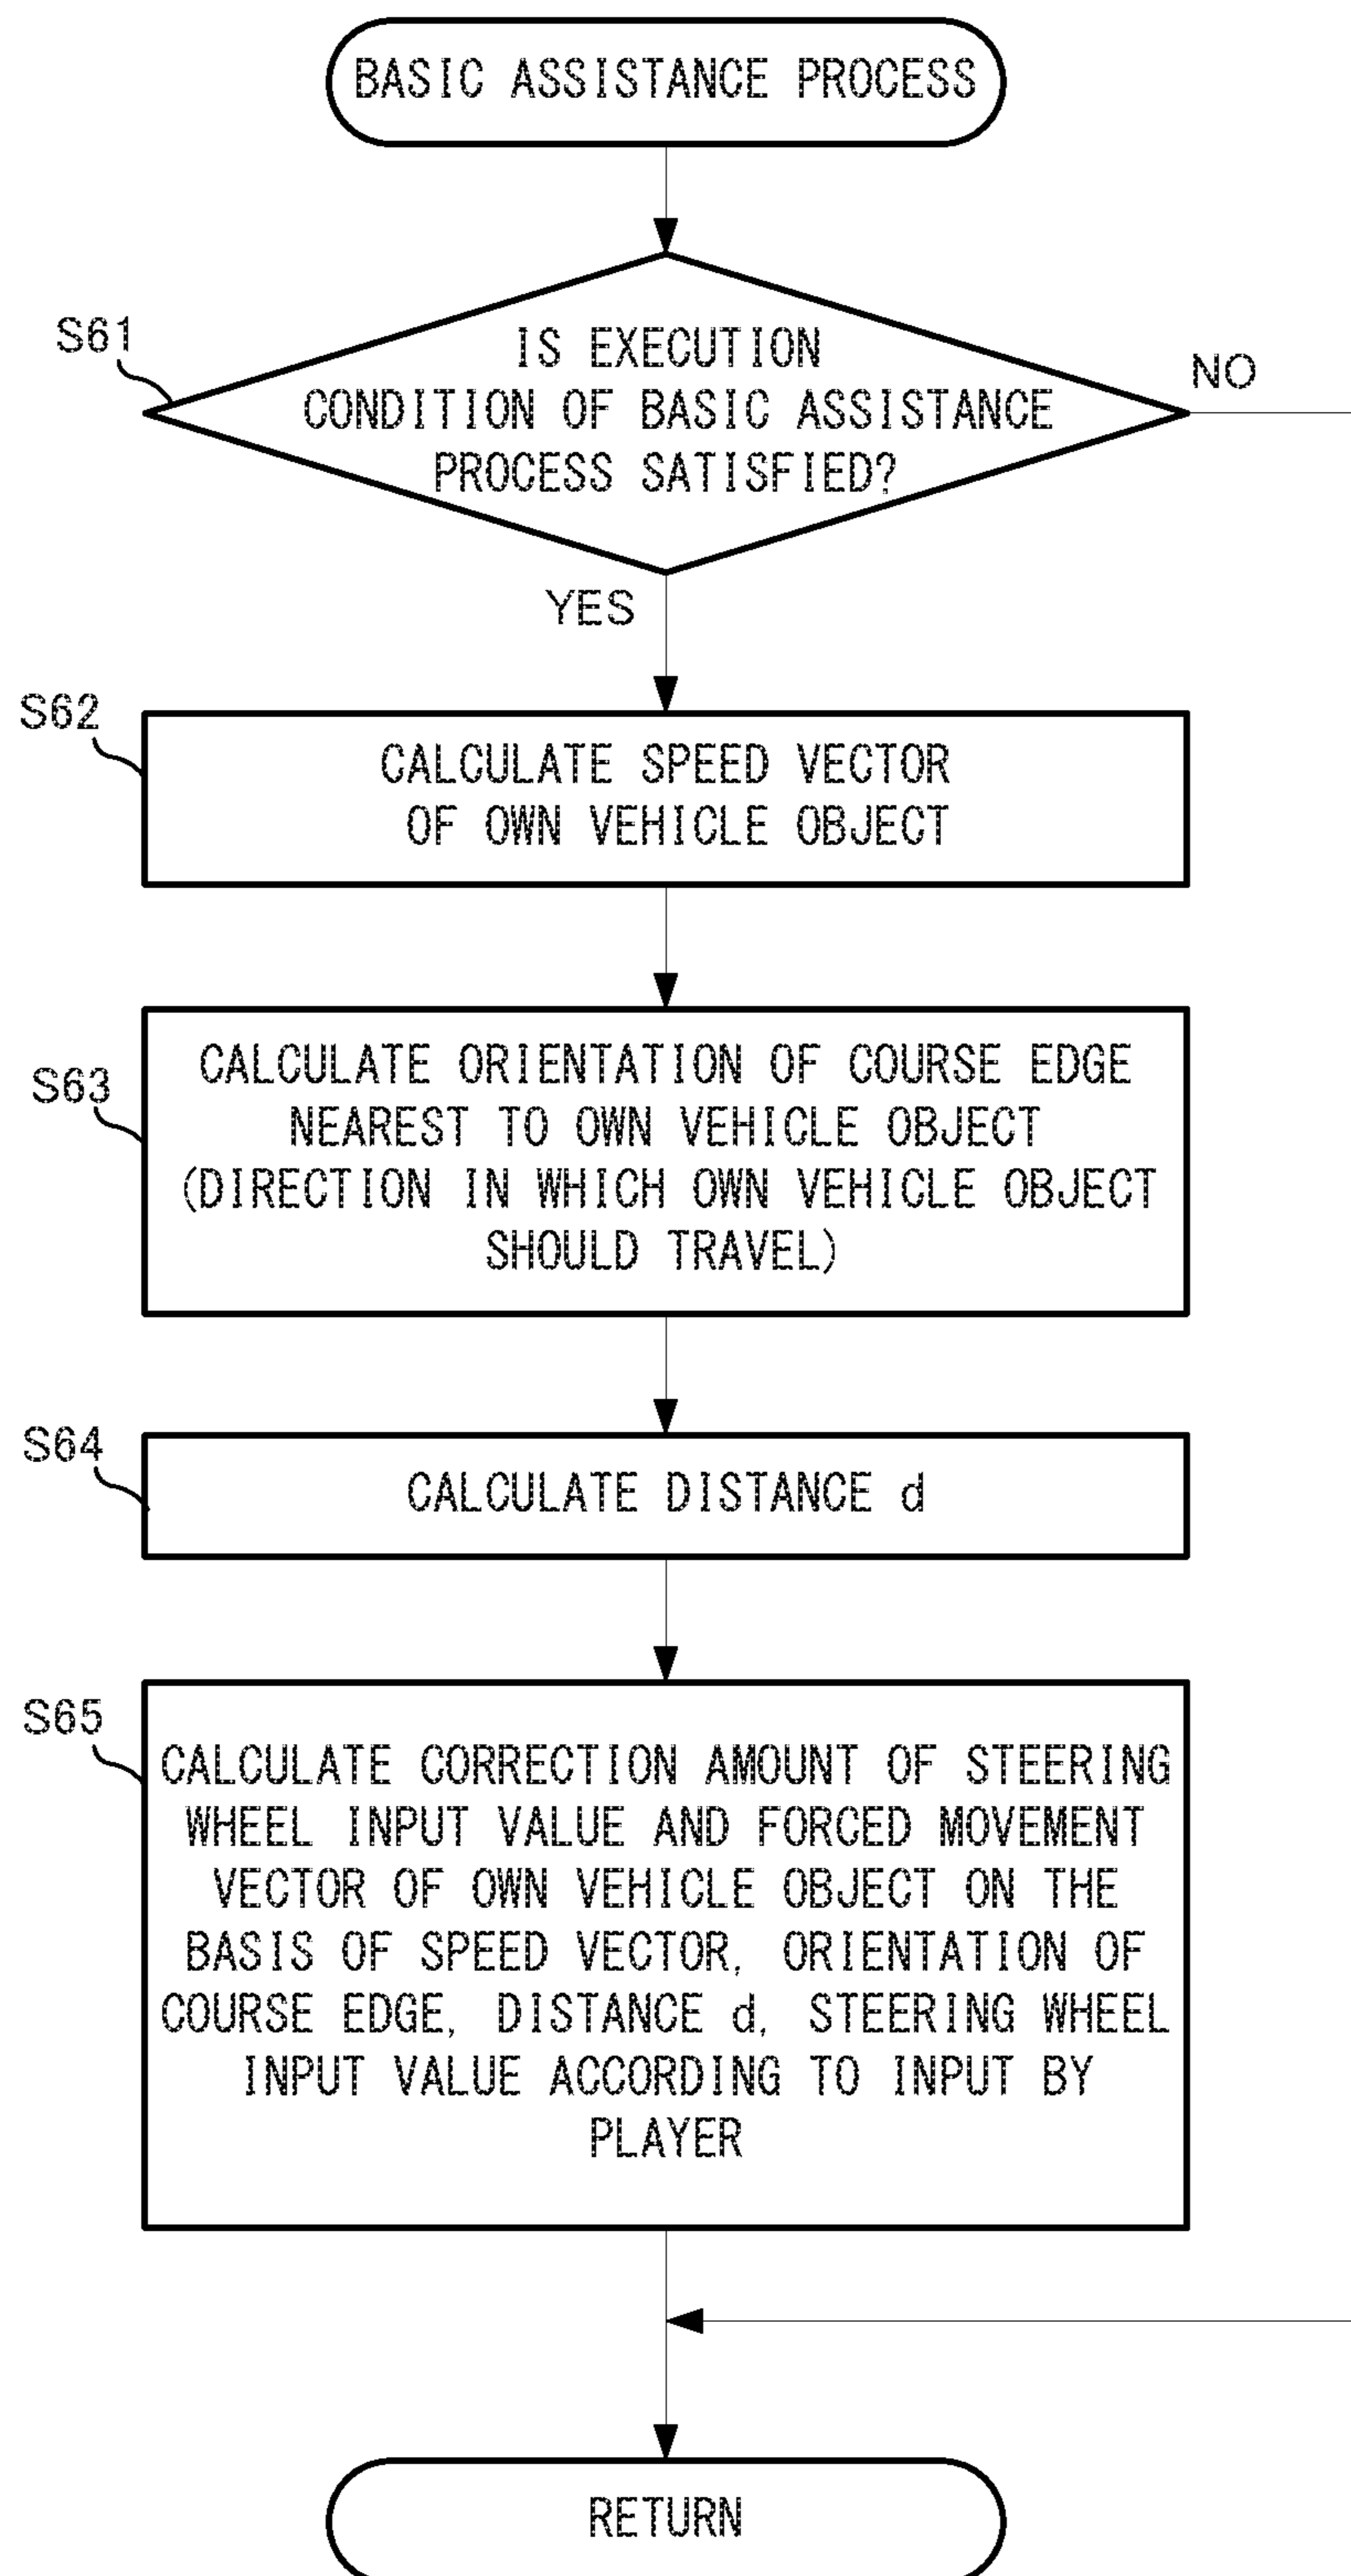 BASIC ASSISTANCE PROCESS
S61
IS EXECUTION
CONDITION OF BASIC ASSISTANCE
PROCESS SATISFIED?
NO
YES
S62
CALCULATE SPEED VECTOR
OF OWN VEHICLE OBJECT
S63
CALCULATE ORIENTATION OF COURSE EDGE
NEAREST TO OWN VEHICLE OBJECT
(DIRECTION IN WHICH OWN VEHICLE OBJECT
SHOULD TRAVEL)
S64
CALCULATE DISTANCE d
S65
CALCULATE CORRECTION AMOUNT OF STEERING
WHEEL INPUT VALUE AND FORCED MOVEMENT
VECTOR OF OWN VEHICLE OBJECT ON THE
BASIS OF SPEED VECTOR, ORIENTATION OF
COURSE EDGE, DISTANCE d, STEERING WHEEL
INPUT VALUE ACCORDING TO INPUT BY
PLAYER
RETURN